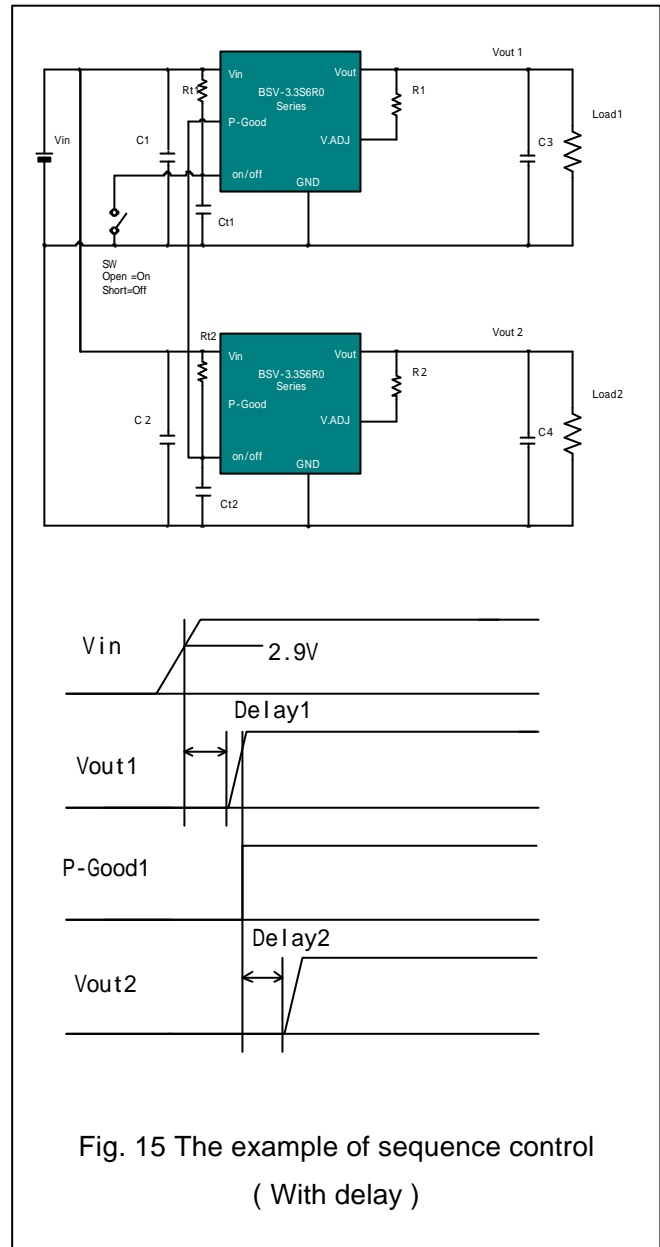 Vout 1
Vin
Vout
Rt1
R1
BSV-3.3S6R0
Series
Load1
P-Good
Vin
C1
V.ADJ
C3
on/off
GND
Ct1
SW
Open =On
Short=Off
Vout 2
Rt2
Vin
Vout
BSV-3.3S6R0
Series
R2
Load2
P-Good
C 2
V.ADJ
C4
on/off
GND
Ct2
Vin
2.9V
Delay1
Vout1
P-Good1
Delay2
Vout2
Fig. 15 The example of sequence control
( With delay )